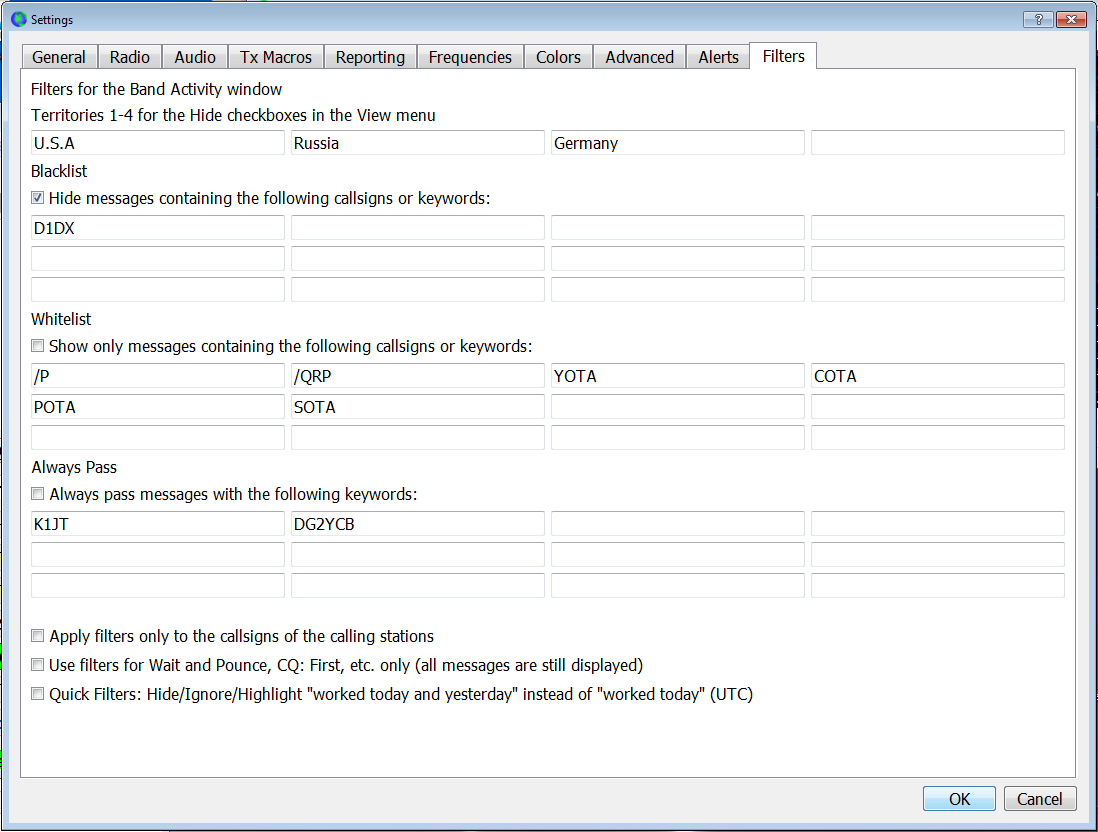 Settings
General Radio Audio Tx Macros Reporting Frequencies Colors Advanced Alerts Filters
Filters for the Band Activity window
Territories 1-4 for the Hide checkboxes in the View menu
U.S.A Russia Germany
Blacklist
Hide messages containing the following callsigns or keywords:
D1DX
Whitelist
Show only messages containing the following callsigns or keywords:
/P /QRP YOTA COTA
POTA SOTA
Always Pass
Always pass messages with the following keywords:
K1JT DG2YCB
Apply filters only to the callsigns of the calling stations
Use filters for Wait and Pounce, CQ: First, etc. only (all messages are still displayed)
Quick Filters: Hide/Ignore/Highlight "worked today and yesterday" instead of "worked today" (UTC)
OK Cancel